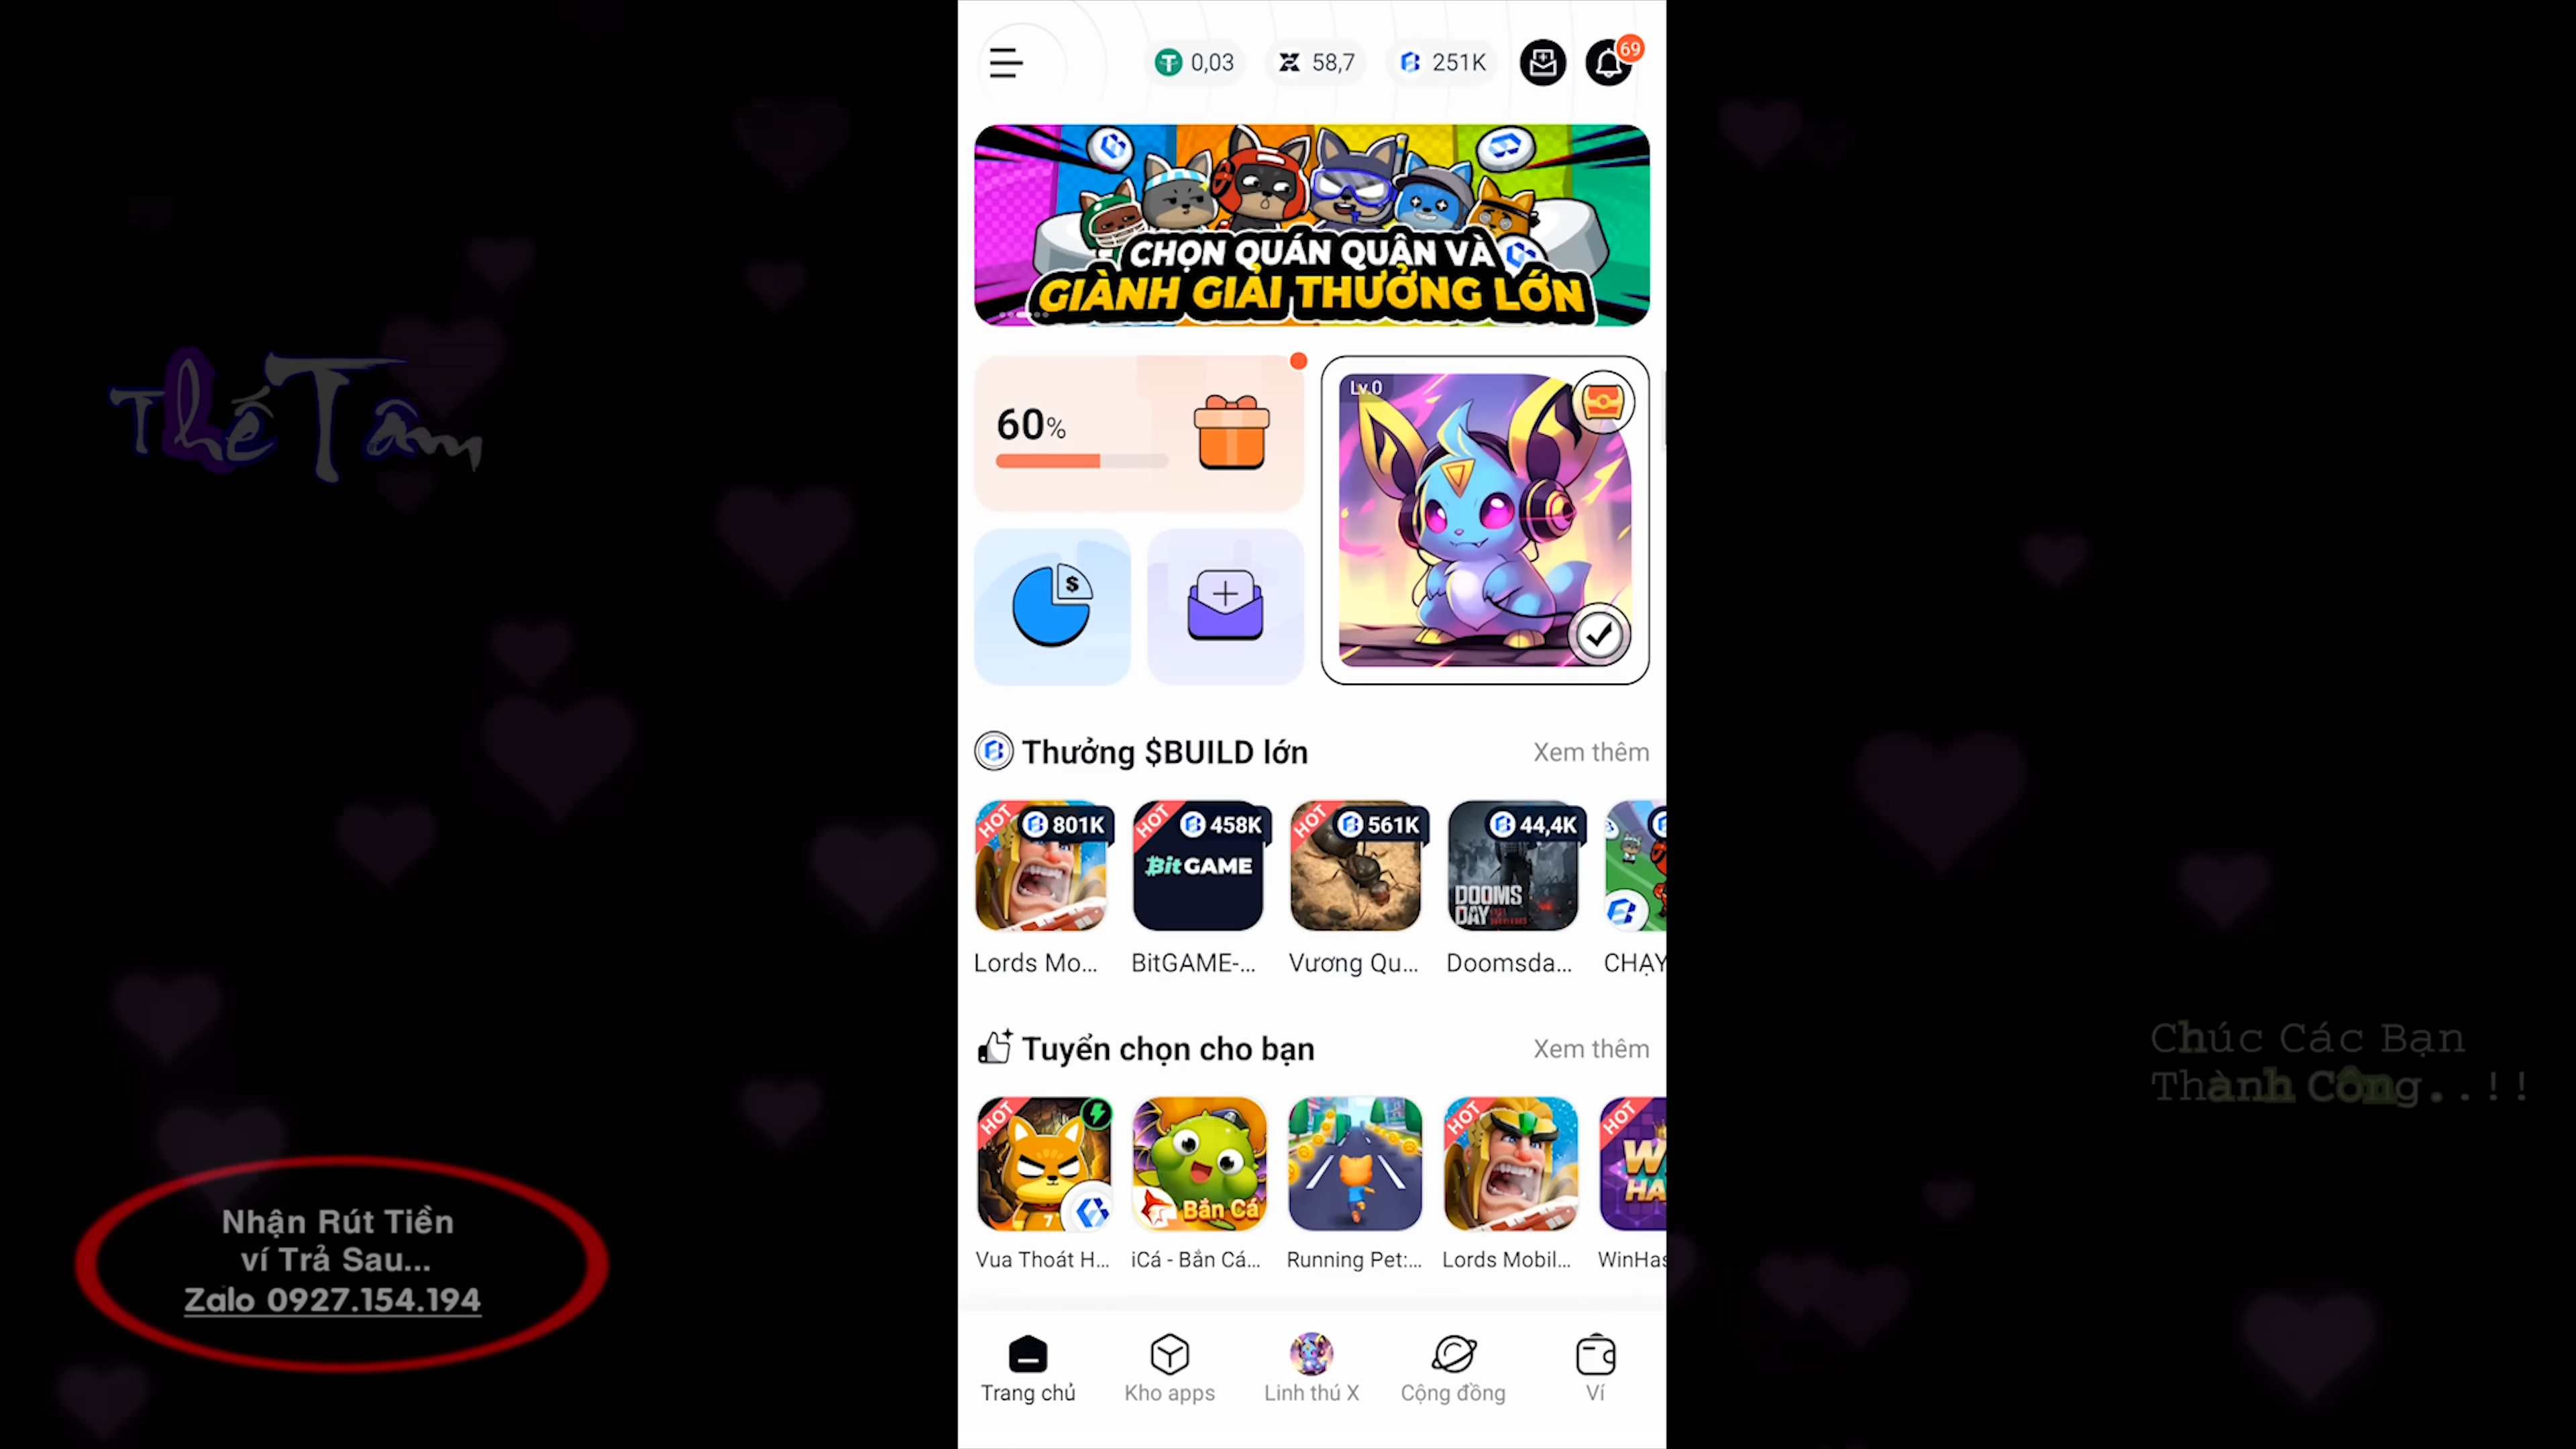 0,03
58,7
251K
69
CHỌN QUÁN QUÂN VÀ
GIÀNH GIẢI THƯỞNG LỚN
Thế Tâm
60%
Lv.0
$
Thưởng $BUILD lớn
Xem thêm
HOT
801K
HOT
458K
BitGAME
HOT
561K
44,4K
DOOMS
DAY
LAST SURVIVORS
Lords Mo...
BitGAME-...
Vương Qu...
Doomsda...
CHẠY
Tuyển chọn cho bạn
Xem thêm
Chúc Các Bạn
Thành Công..!!
HOT
7
Bắn Cá
HOT
HOT
Vua Thoát H...
iCá - Bắn Cá...
Running Pet:...
Lords Mobil...
WinHas
Nhận Rút Tiền
ví Trả Sau...
Zalo 0927.154.194
Trang chủ
Kho apps
Linh thú X
Cộng đồng
Ví